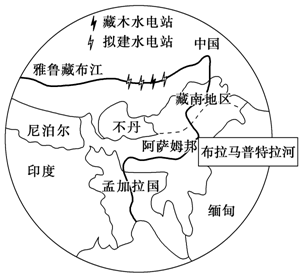 藏木水电站
拟建水电站
中国
雅鲁藏布江
藏南地区
尼泊尔
不丹
阿萨姆邦
布拉马普特拉河
印度
孟加拉国
缅甸